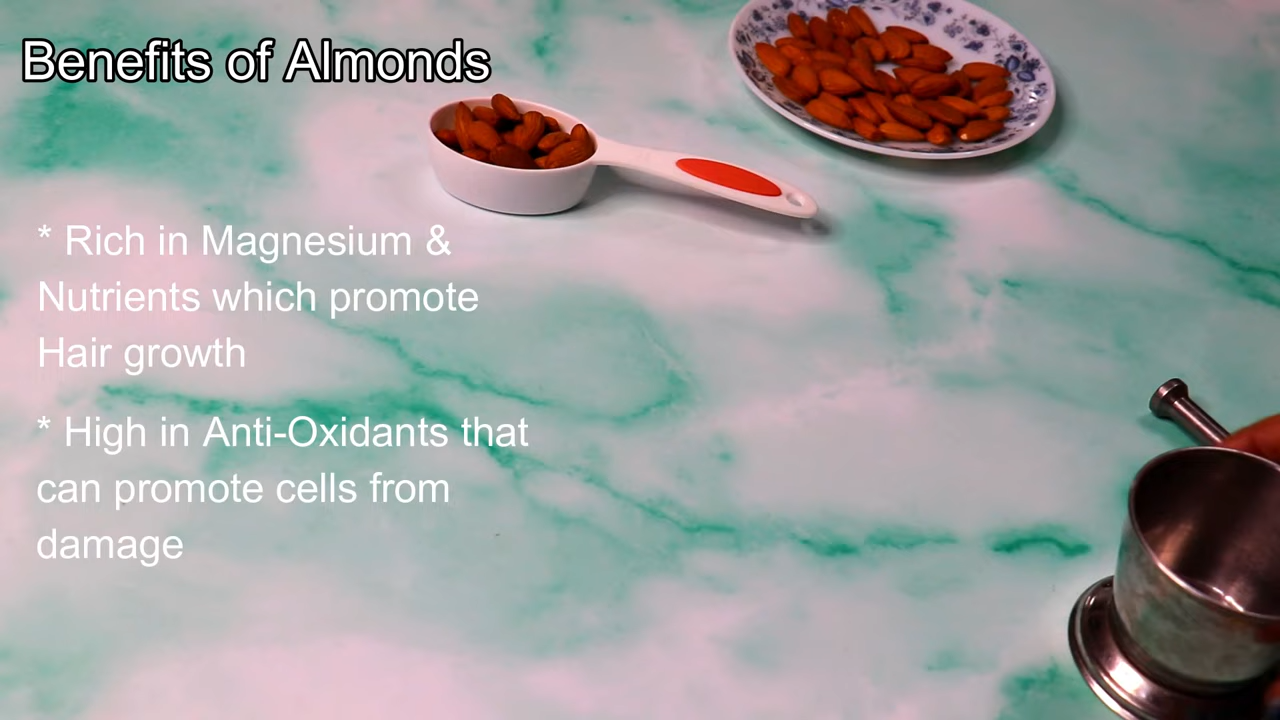 Benefits of Almonds
* Rich in Magnesium &
Nutrients which promote
Hair growth
* High in Anti-Oxidants that
can promote cells from
damage